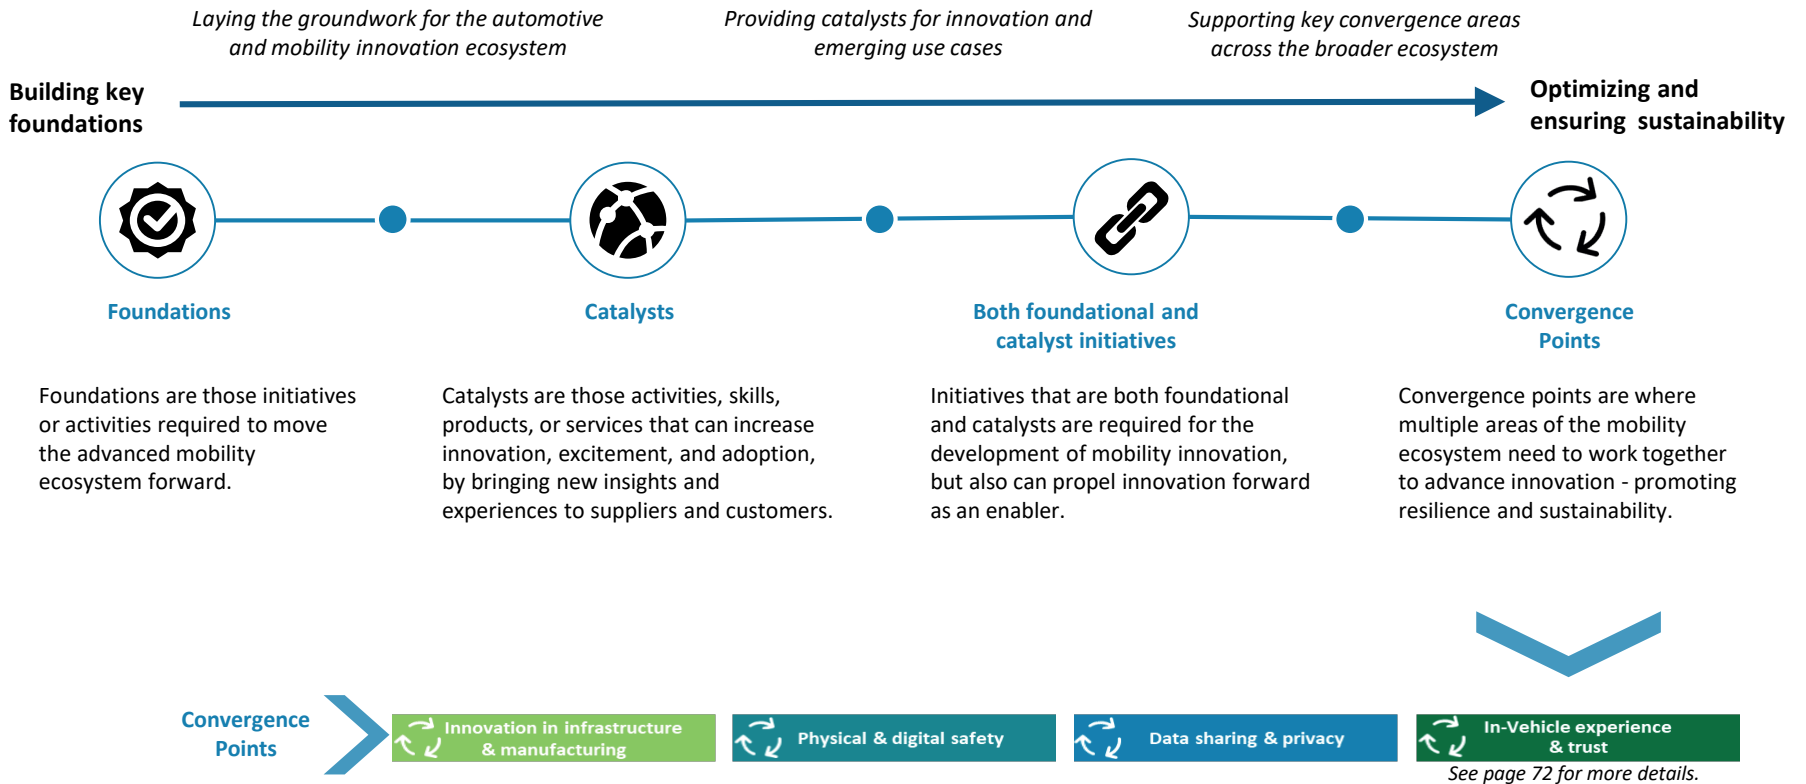 Laying the groundwork for the automotive
and mobility innovation ecosystem
Providing catalysts for innovation and
emerging use cases
Supporting key convergence areas
across the broader ecosystem
Building key
foundations
Optimizing and
ensuring sustainability
Foundations
Catalysts
Both foundational and
catalyst initiatives
Convergence
Points
Foundations are those initiatives
or activities required to move
the advanced mobility
ecosystem forward.
Catalysts are those activities, skills,
products, or services that can increase
innovation, excitement, and adoption,
by bringing new insights and
experiences to suppliers and customers.
Initiatives that are both foundational
and catalysts are required for the
development of mobility innovation,
but also can propel innovation forward
as an enabler.
Convergence points are where
multiple areas of the mobility
ecosystem need to work together
to advance innovation - promoting
resilience and sustainability.
Convergence
Points
Innovation in infrastructure
& manufacturing
Physical & digital safety
Data sharing & privacy
In-Vehicle experience
& trust
See page 72 for more details.